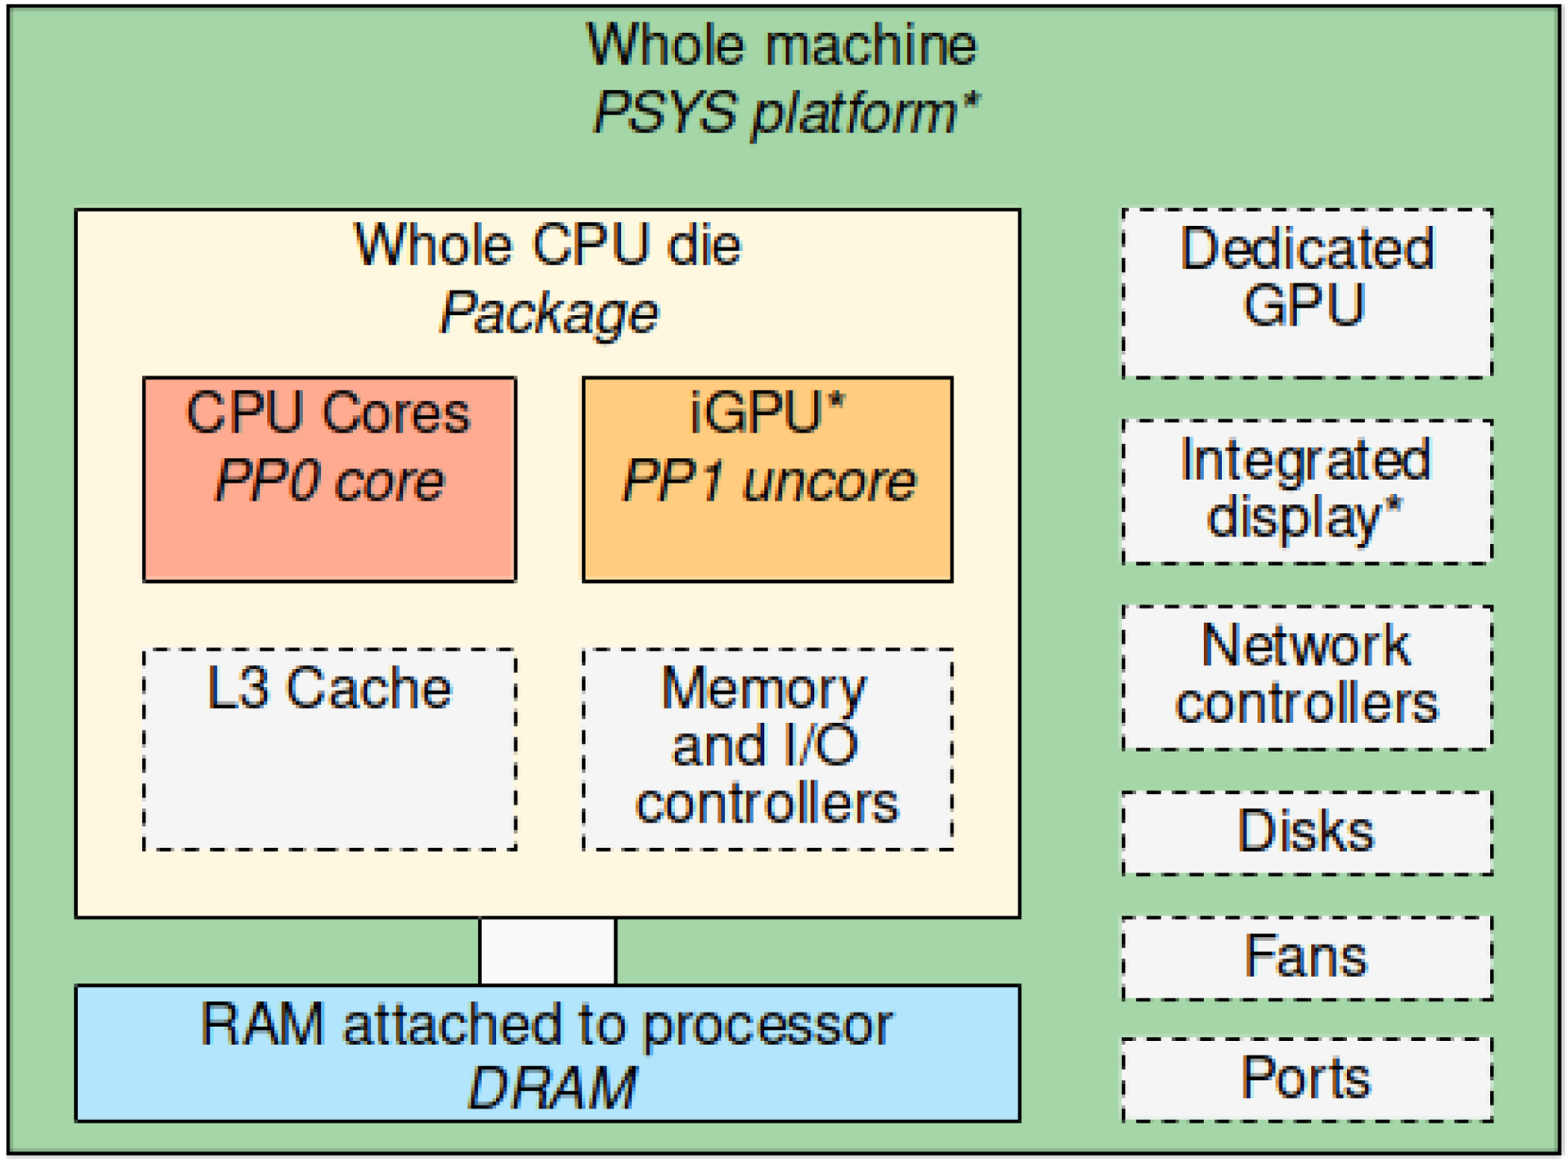 Whole machine
PSYS platform*
Whole CPU die
Package
CPU Cores
PP0 core
iGPU*
PP1 uncore
L3 Cache
Memory
and I/O
controllers
RAM attached to processor
DRAM
Dedicated
GPU
Integrated
display*
Network
controllers
Disks
Fans
Ports